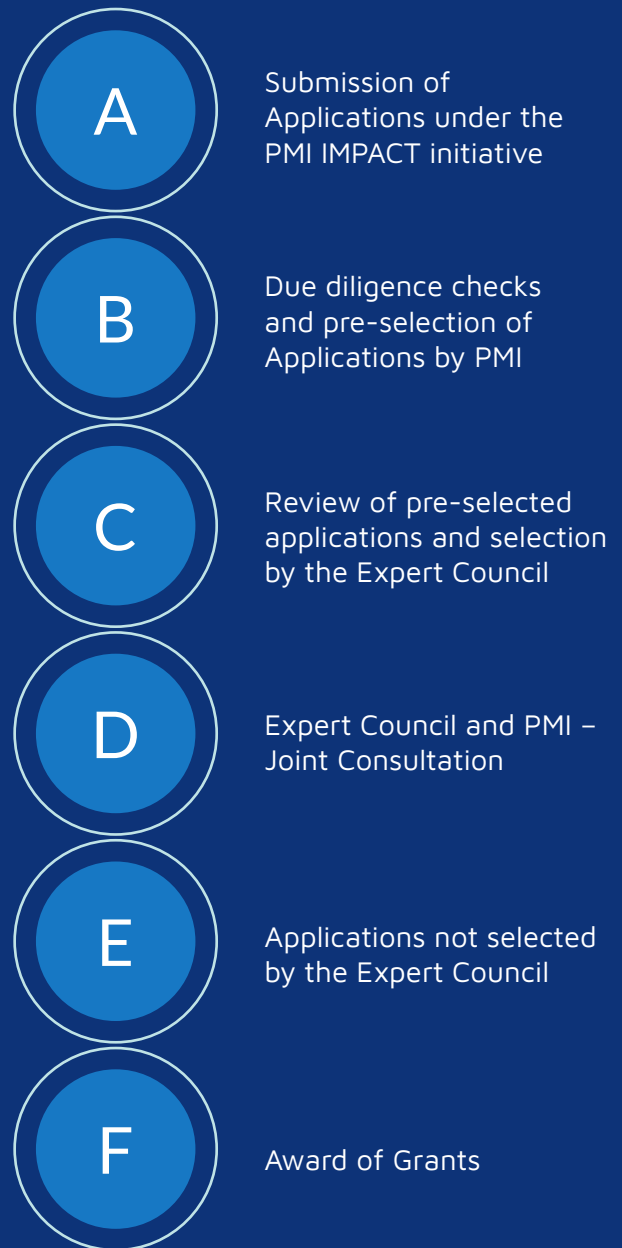 A
Submission of
Applications under the
PMI IMPACT initiative
B
Due diligence checks
and pre-selection of
Applications by PMI
C
Review of pre-selected
applications and selection
by the Expert Council
D
Expert Council and PMI –
Joint Consultation
E
Applications not selected
by the Expert Council
F
Award of Grants